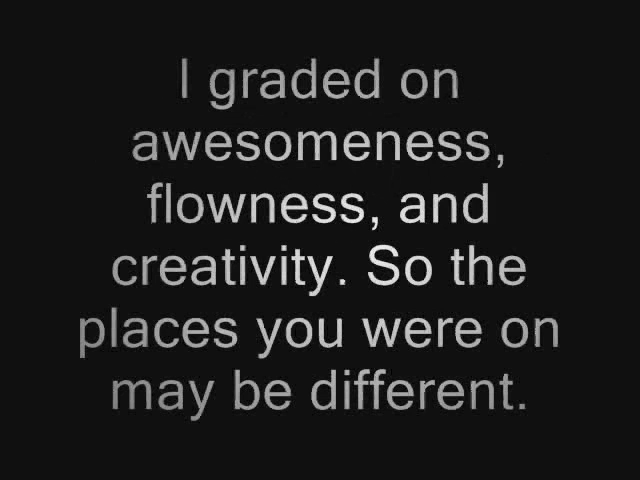 I graded on
awesomeness,
flowness, and
creativity. So the
places you were on
may be different.